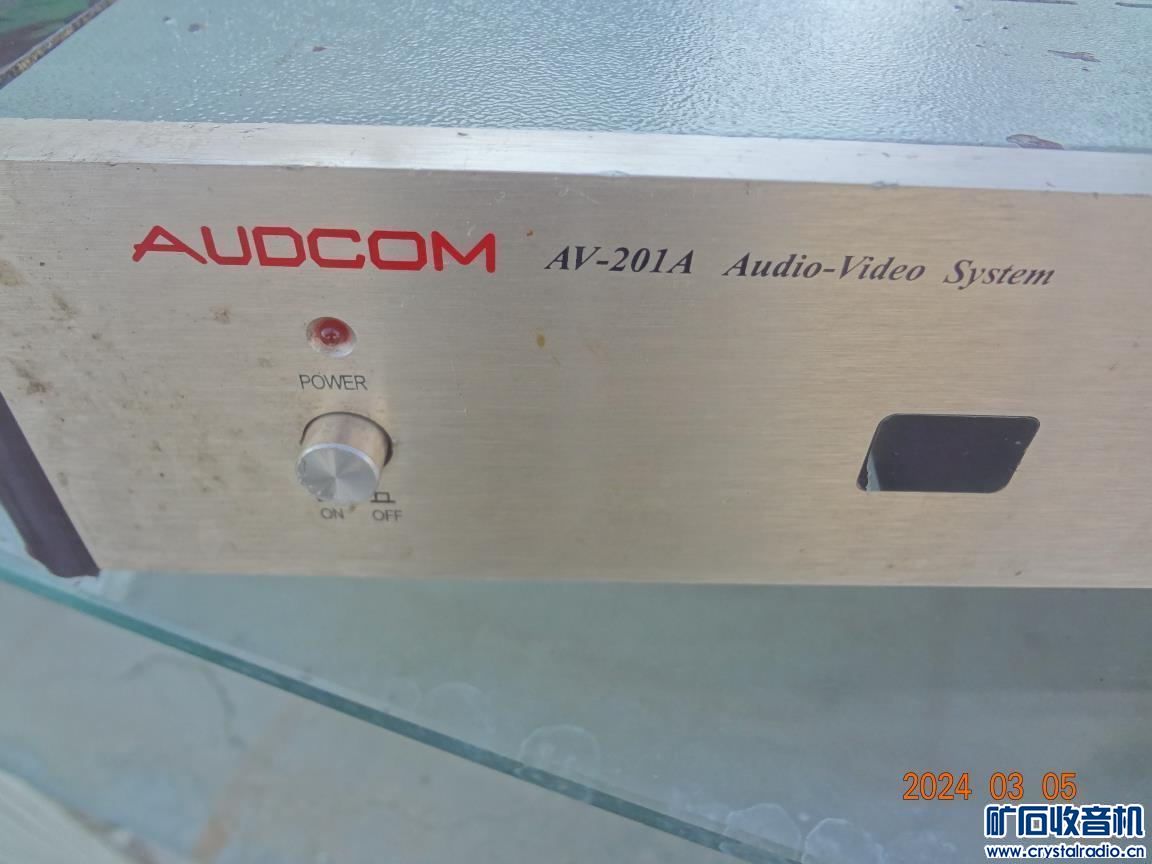 AUDCOM AV-201A Audio-Video System
POWER
ON OFF
2024 03 05
矿石收音机
www.crystalradio.cn